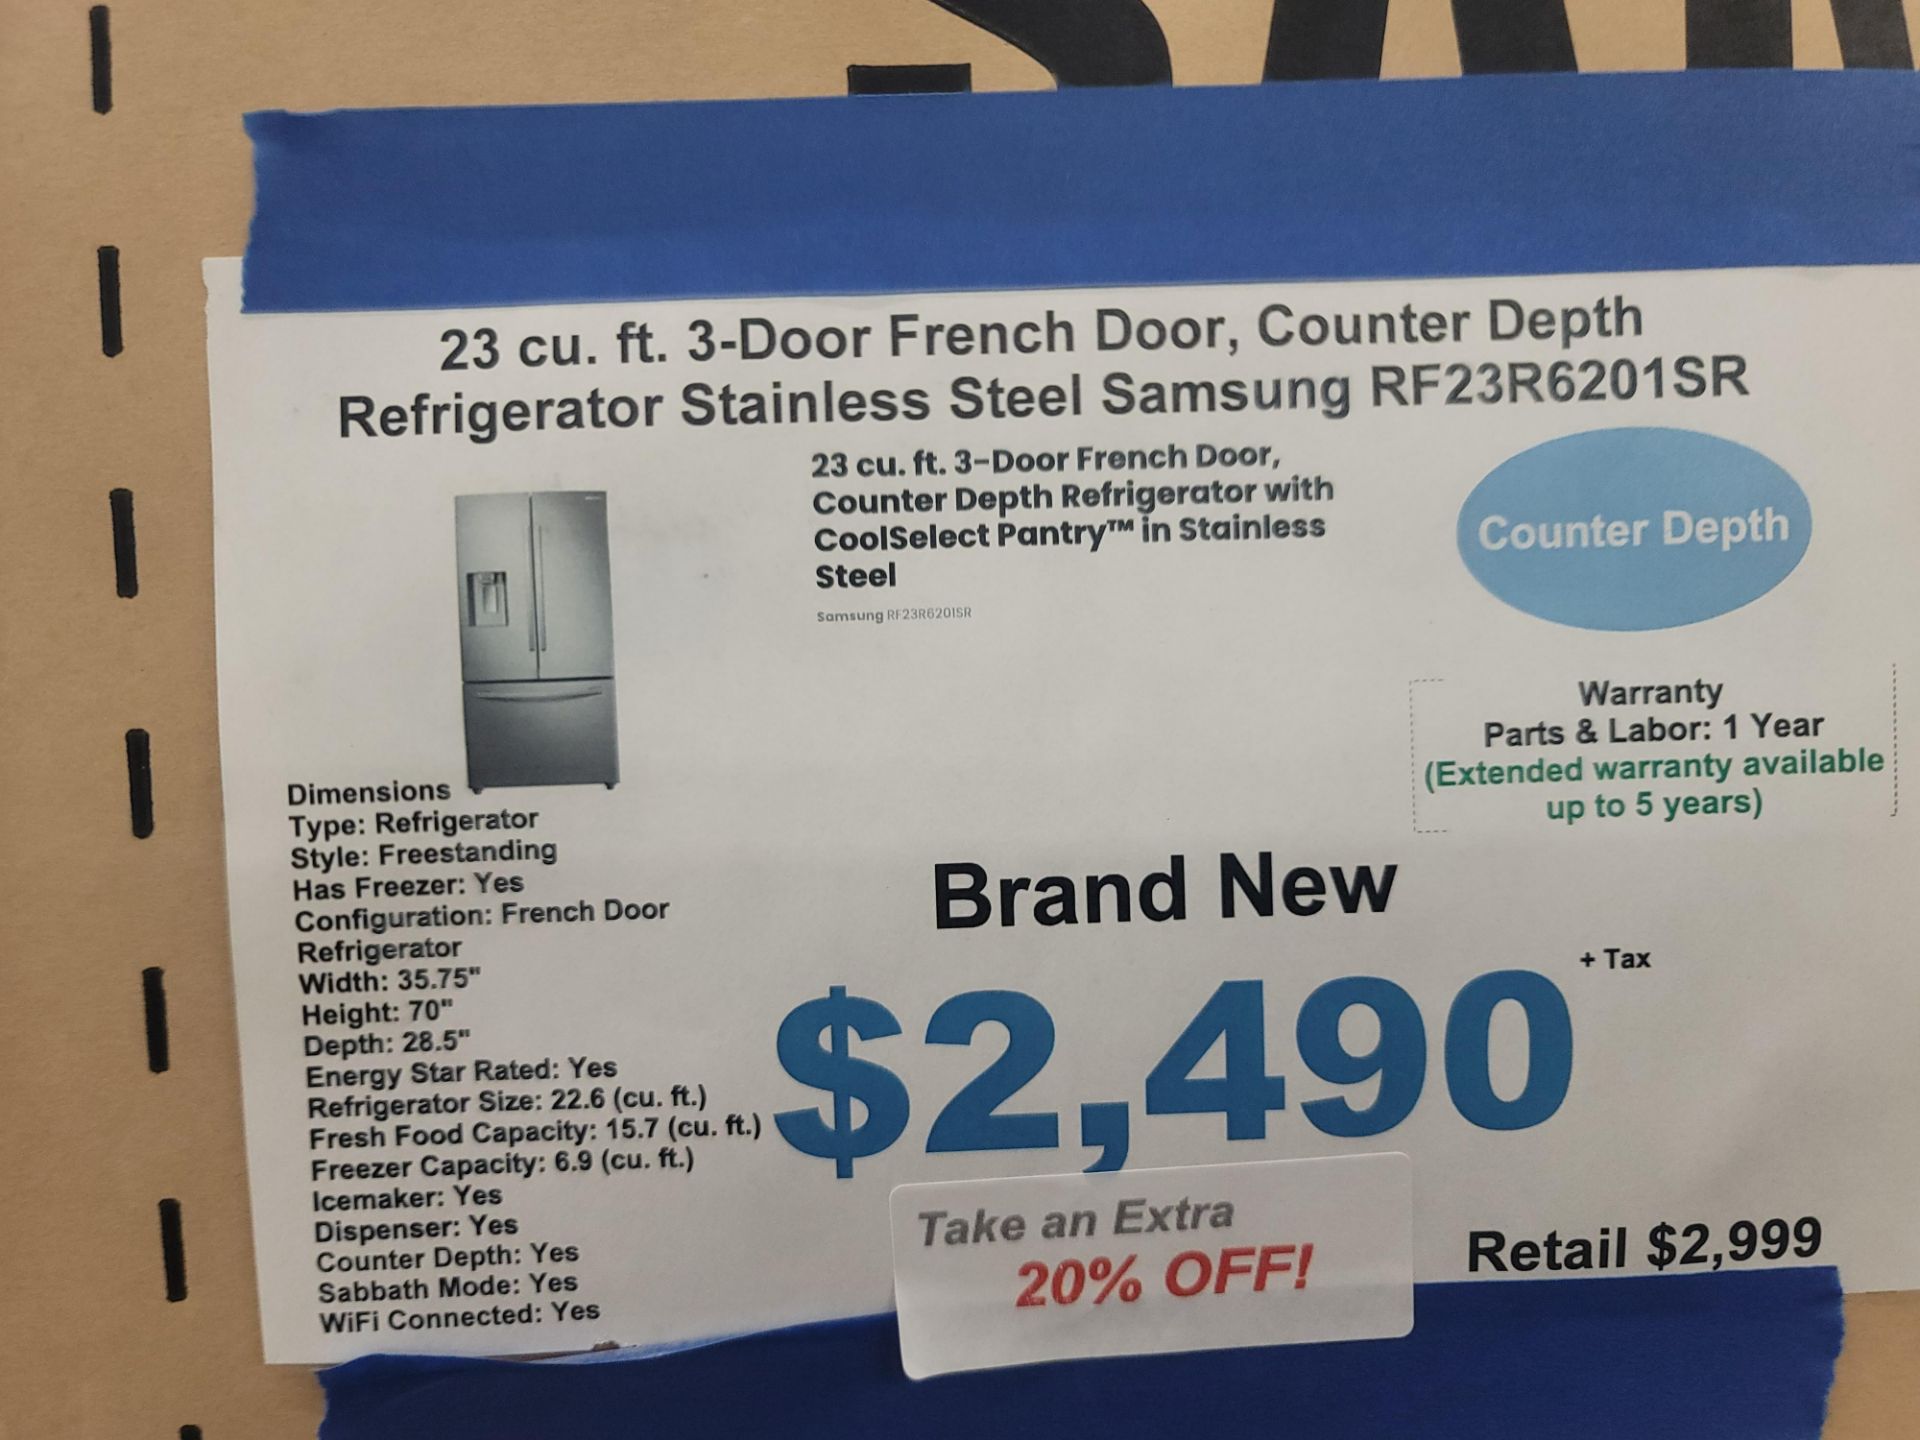 23 cu. ft. 3-Door French Door, Counter Depth
Refrigerator Stainless Steel Samsung RF23R6201SR
23 cu. ft. 3-Door French Door,
Counter Depth Refrigerator with
CoolSelect Pantry™ in Stainless
Steel
Samsung RF23R6201SR
Counter Depth
Warranty
Parts & Labor: 1 Year
(Extended warranty available
up to 5 years)
Dimensions
Type: Refrigerator
Style: Freestanding
Has Freezer: Yes
Configuration: French Door
Refrigerator
Width: 35.75"
Height: 70"
Depth: 28.5"
Energy Star Rated: Yes
Refrigerator Size: 22.6 (cu. ft.)
Fresh Food Capacity: 15.7 (cu. ft.)
Freezer Capacity: 6.9 (cu. ft.)
Icemaker: Yes
Dispenser: Yes
Counter Depth: Yes
Sabbath Mode: Yes
WiFi Connected: Yes
Brand New
$2,490
+ Tax
Take an Extra
20% OFF!
Retail $2,999